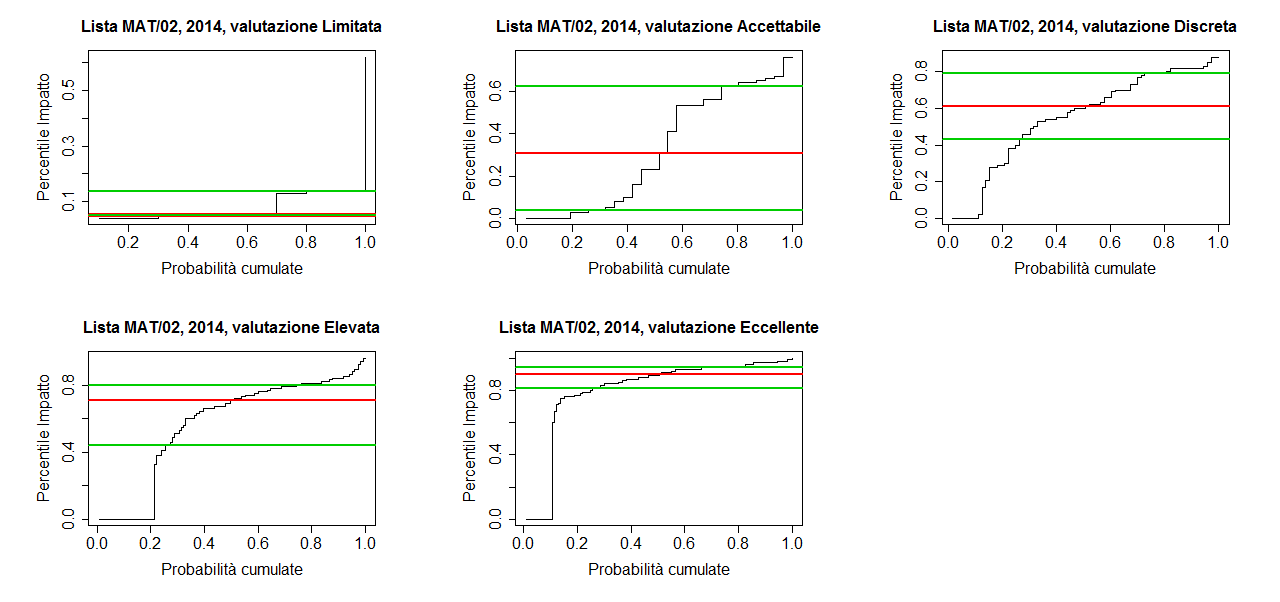 Lista MAT/02, 2014, valutazione Limitata
Percentile Impatto
0.1 0.3 0.5
0.2 0.4 0.6 0.8 1.0
Probabilità cumulate
Lista MAT/02, 2014, valutazione Accettabile
Percentile Impatto
0.0 0.2 0.4 0.6
0.0 0.2 0.4 0.6 0.8 1.0
Probabilità cumulate
Lista MAT/02, 2014, valutazione Discreta
Percentile Impatto
0.0 0.2 0.4 0.6 0.8
0.0 0.2 0.4 0.6 0.8 1.0
Probabilità cumulate
Lista MAT/02, 2014, valutazione Elevata
Percentile Impatto
0.0 0.4 0.8
0.0 0.2 0.4 0.6 0.8 1.0
Probabilità cumulate
Lista MAT/02, 2014, valutazione Eccellente
Percentile Impatto
0.0 0.4 0.8
0.0 0.2 0.4 0.6 0.8 1.0
Probabilità cumulate